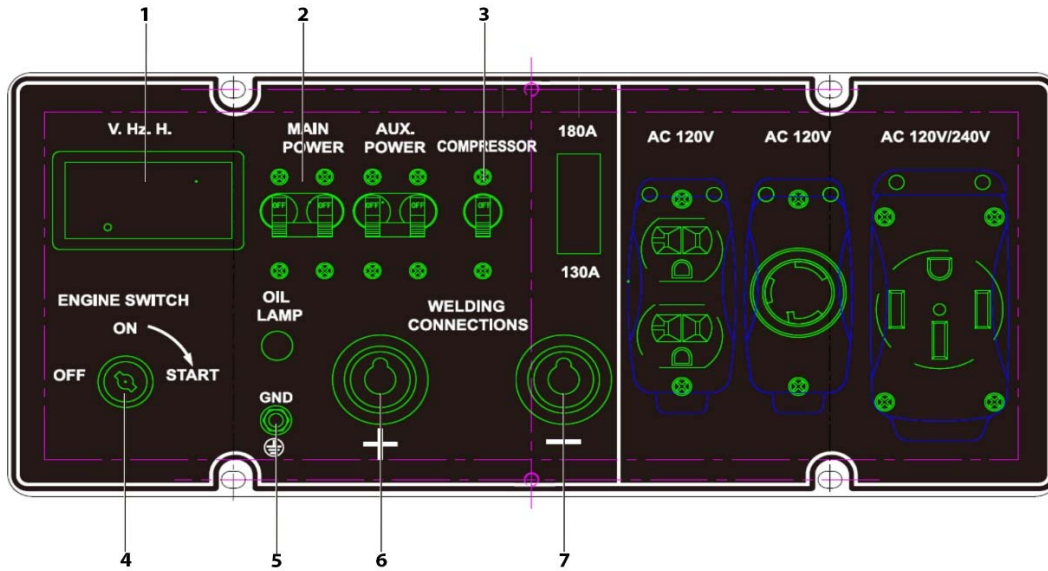 1 2 3
V. Hz. H.
MAIN
POWER
AUX.
POWER
COMPRESSOR
180A
AC 120V
AC 120V
AC 120V/240V
OFF OFF
OFF OFF
OFF
130A
ENGINE SWITCH
ON
OFF
START
OIL
LAMP
WELDING
CONNECTIONS
GND
+
−
4 5 6 7